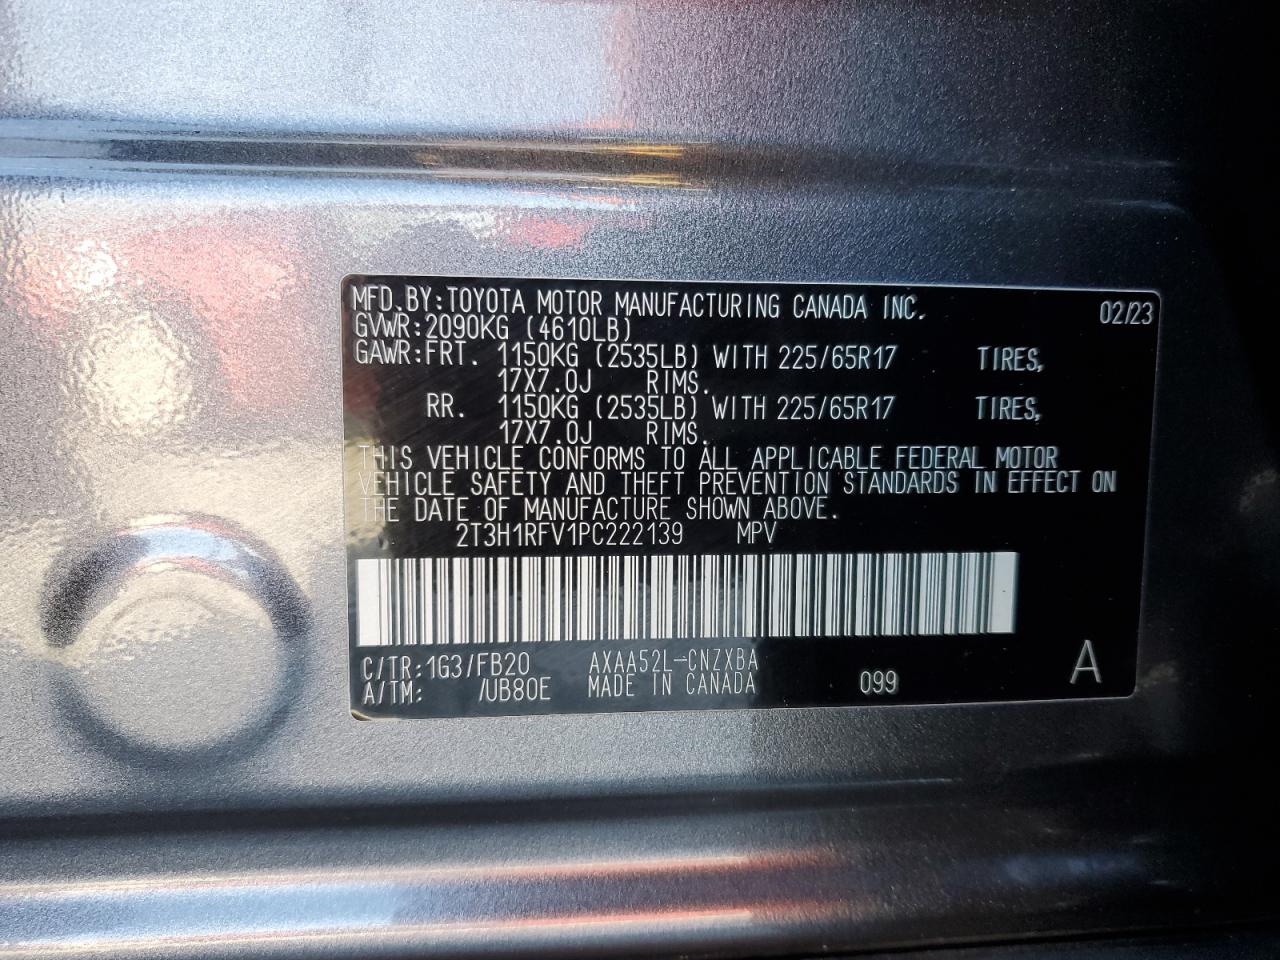 MFD.BY:TOYOTA MOTOR MANUFACTURING CANADA INC. 02/23
GVWR:2090KG (4610LB)
GAWR:FRT. 1150KG (2535LB) WITH 225/65R17 TIRES,
17X7.0J RIMS.
RR. 1150KG (2535LB) WITH 225/65R17 TIRES,
17X7.0J RIMS.
THIS VEHICLE CONFORMS TO ALL APPLICABLE FEDERAL MOTOR
VEHICLE SAFETY AND THEFT PREVENTION STANDARDS IN EFFECT ON
THE DATE OF MANUFACTURE SHOWN ABOVE.
2T3H1RFV1PC222139 MPV
C/TR:1G3/FB20 AXAA52L-CNZXBA
A/TM: /UB80E MADE IN CANADA 099 A